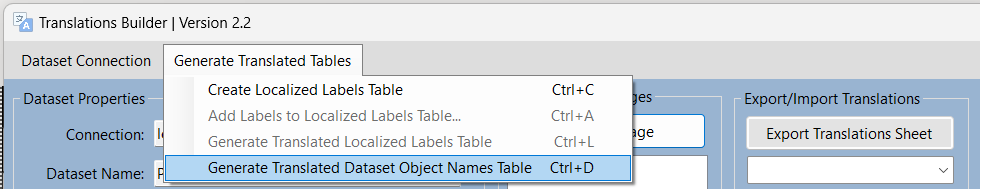 Translations Builder | Version 2.2
Dataset Connection Generate Translated Tables
Create Localized Labels Table Ctrl+C
Add Labels to Localized Labels Table... Ctrl+A
Generate Translated Localized Labels Table Ctrl+L
Generate Translated Dataset Object Names Table Ctrl+D
Dataset Properties
Connection:
Dataset Name:
Export/Import Translations
Export Translations Sheet